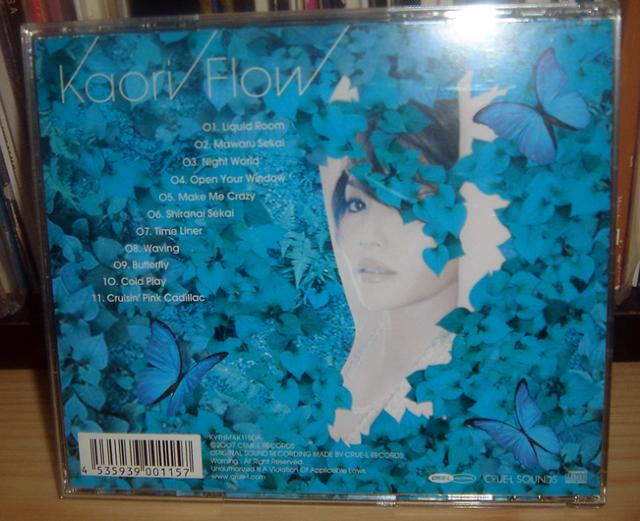 Kaori Flow
01. Liquid Room
02. Mawaru Sekai
03. Night World
04. Open Your Window
05. Make Me Crazy
06. Shiranai Sekai
07. Time Liner
08. Waving
09. Butterfly
10. Cold Play
11. Cruisin' Pink Cadillac
4 535939 001157
©2007 CRUE-L RECORDS
ORIGINAL SOUND RECORDING MADE BY CRUE-L RECORDS.
Warning: All Right Reserved.
Unauthorized Is A Violation Of Applicable Laws.
www.crue-l.com
CRUE-L SOUNDS